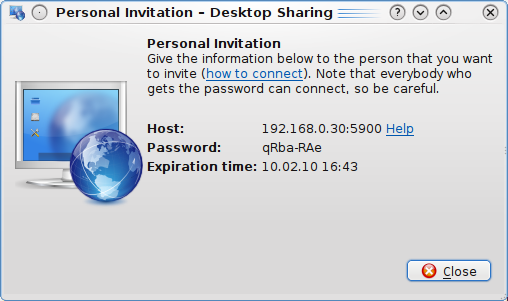 Personal Invitation – Desktop Sharing
Personal Invitation
Give the information below to the person that you want
to invite (how to connect). Note that everybody who
gets the password can connect, so be careful.
Host: 192.168.0.30:5900 Help
Password: qRba-RAe
Expiration time: 10.02.10 16:43
Close